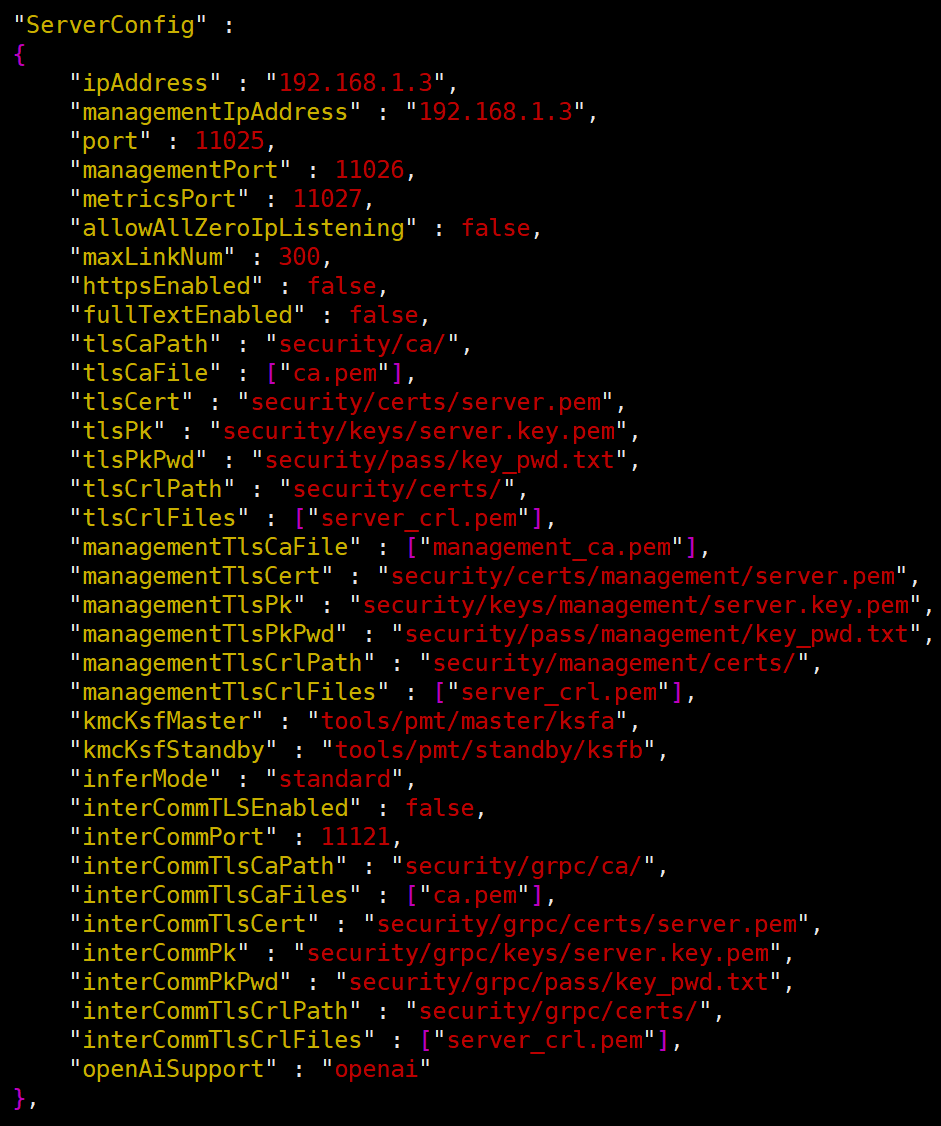 "ServerConfig" :
{
    "ipAddress" : "192.168.1.3",
    "managementIpAddress" : "192.168.1.3",
    "port" : 11025,
    "managementPort" : 11026,
    "metricsPort" : 11027,
    "allowAllZeroIpListening" : false,
    "maxLinkNum" : 300,
    "httpsEnabled" : false,
    "fullTextEnabled" : false,
    "tlsCaPath" : "security/ca/",
    "tlsCaFile" : ["ca.pem"],
    "tlsCert" : "security/certs/server.pem",
    "tlsPk" : "security/keys/server.key.pem",
    "tlsPkPwd" : "security/pass/key_pwd.txt",
    "tlsCrlPath" : "security/certs/",
    "tlsCrlFiles" : ["server_crl.pem"],
    "managementTlsCaFile" : ["management_ca.pem"],
    "managementTlsCert" : "security/certs/management/server.pem",
    "managementTlsPk" : "security/keys/management/server.key.pem",
    "managementTlsPkPwd" : "security/pass/management/key_pwd.txt",
    "managementTlsCrlPath" : "security/management/certs/",
    "managementTlsCrlFiles" : ["server_crl.pem"],
    "kmcKsfMaster" : "tools/pmt/master/ksfa",
    "kmcKsfStandby" : "tools/pmt/standby/ksfb",
    "inferMode" : "standard",
    "interCommTLSEnabled" : false,
    "interCommPort" : 11121,
    "interCommTlsCaPath" : "security/grpc/ca/",
    "interCommTlsCaFiles" : ["ca.pem"],
    "interCommTlsCert" : "security/grpc/certs/server.pem",
    "interCommPk" : "security/grpc/keys/server.key.pem",
    "interCommPkPwd" : "security/grpc/pass/key_pwd.txt",
    "interCommTlsCrlPath" : "security/grpc/certs/",
    "interCommTlsCrlFiles" : ["server_crl.pem"],
    "openAiSupport" : "openai"
},